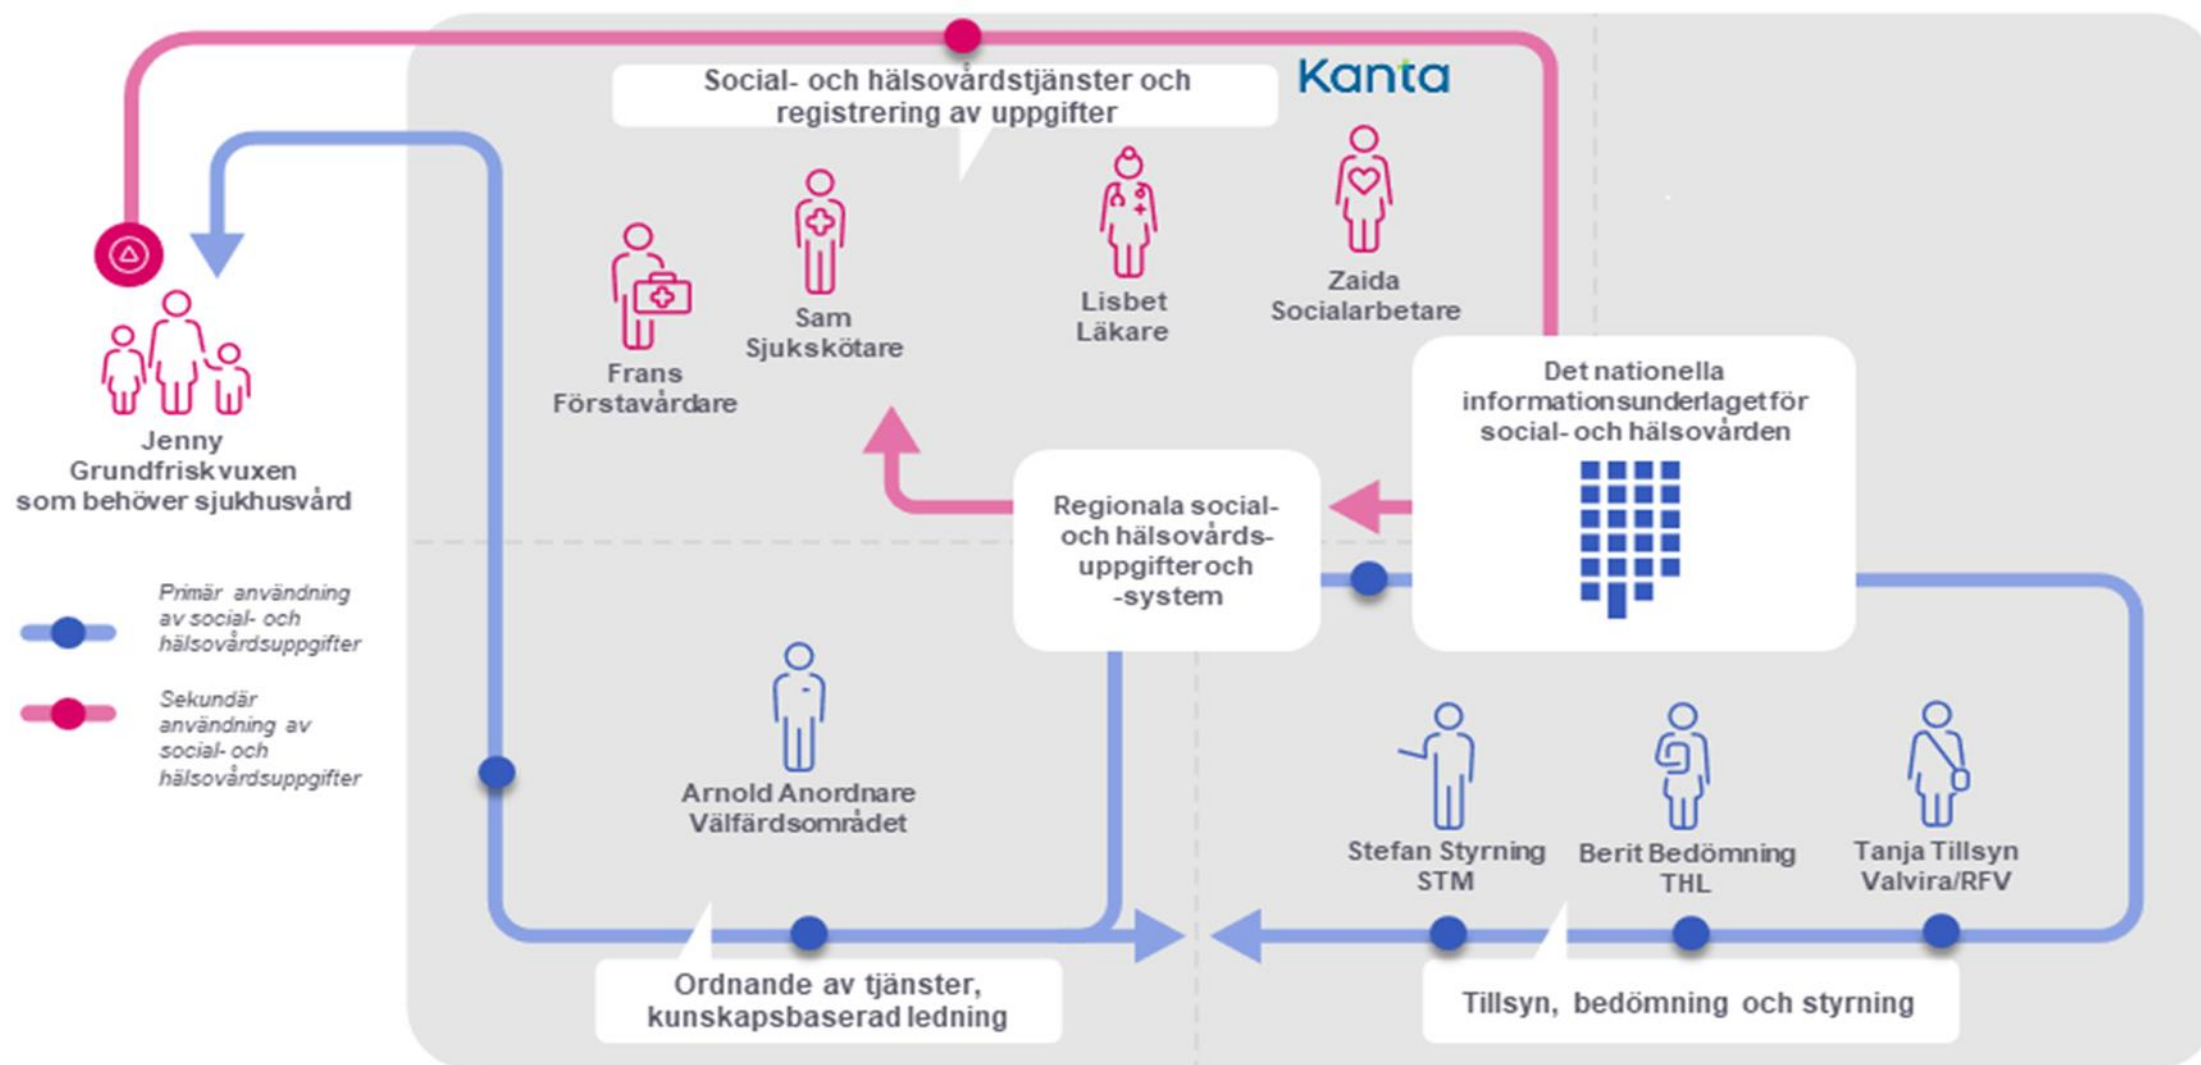 Social- och hälsovårdstjänster och
registrering av uppgifter
Kanta
Frans
Förstavårdare
Sam
Sjukskötare
Lisbet
Läkare
Zaida
Socialarbetare
Jenny
Grundfrisk vuxen
som behöver sjukhusvård
Det nationella
informationsunderlaget för
social- och hälsovården
Regionala social-
och hälsovårds-
uppgifter och
-system
Primär användning
av social- och
hälsovårdsuppgifter
Sekundär
användning av
social- och
hälsovårdsuppgifter
Arnold Anordnare
Välfärdsområdet
Stefan Styrning
STM
Berit Bedömning
THL
Tanja Tillsyn
Valvira/RFV
Ordnande av tjänster,
kunskapsbaserad ledning
Tillsyn, bedömning och styrning